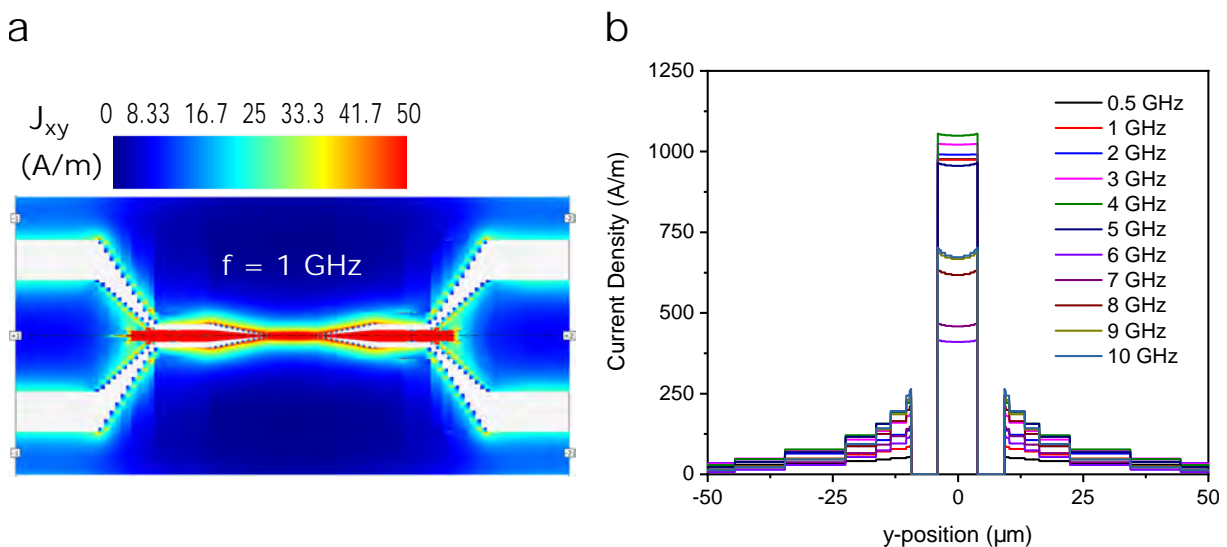 a
b
J_xy
(A/m)
0 8.33 16.7 25 33.3 41.7 50
f = 1 GHz
Current Density (A/m)
1250
1000
750
500
250
0
-50 -25 0 25 50
y-position (µm)
0.5 GHz
1 GHz
2 GHz
3 GHz
4 GHz
5 GHz
6 GHz
7 GHz
8 GHz
9 GHz
10 GHz